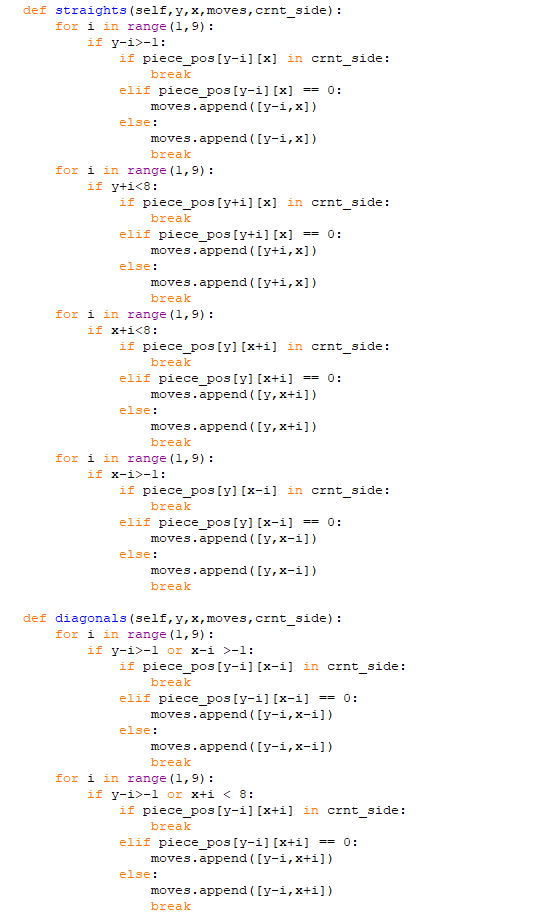 def straights(self,y,x,moves,crnt_side):
    for i in range(1,9):
        if y-i>-1:
            if piece_pos[y-i][x] in crnt_side:
                break
            elif piece_pos[y-i][x] == 0:
                moves.append([y-i,x])
            else:
                moves.append([y-i,x])
                break
    for i in range(1,9):
        if y+i<8:
            if piece_pos[y+i][x] in crnt_side:
                break
            elif piece_pos[y+i][x] == 0:
                moves.append([y+i,x])
            else:
                moves.append([y+i,x])
                break
    for i in range(1,9):
        if x+i<8:
            if piece_pos[y][x+i] in crnt_side:
                break
            elif piece_pos[y][x+i] == 0:
                moves.append([y,x+i])
            else:
                moves.append([y,x+i])
                break
    for i in range(1,9):
        if x-i>-1:
            if piece_pos[y][x-i] in crnt_side:
                break
            elif piece_pos[y][x-i] == 0:
                moves.append([y,x-i])
            else:
                moves.append([y,x-i])
                break

def diagonals(self,y,x,moves,crnt_side):
    for i in range(1,9):
        if y-i>-1 or x-i >-1:
            if piece_pos[y-i][x-i] in crnt_side:
                break
            elif piece_pos[y-i][x-i] == 0:
                moves.append([y-i,x-i])
            else:
                moves.append([y-i,x-i])
                break
    for i in range(1,9):
        if y-i>-1 or x+i < 8:
            if piece_pos[y-i][x+i] in crnt_side:
                break
            elif piece_pos[y-i][x+i] == 0:
                moves.append([y-i,x+i])
            else:
                moves.append([y-i,x+i])
                break